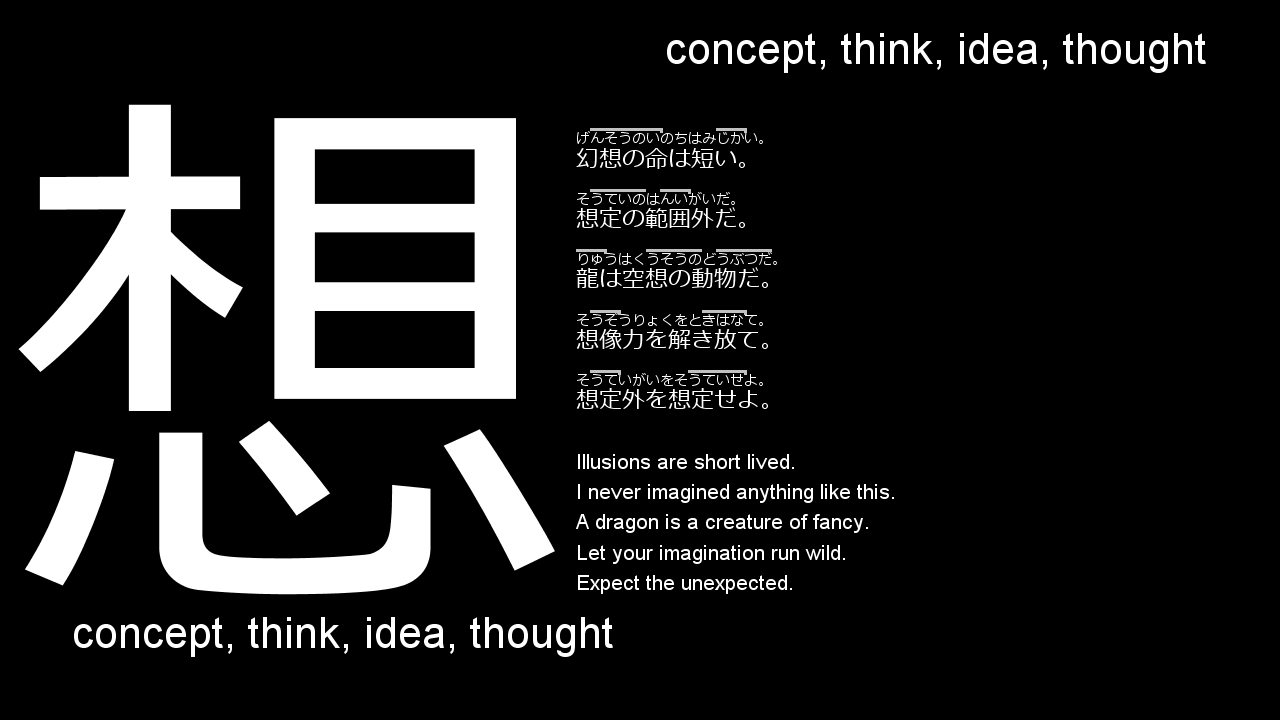 concept, think, idea, thought
想
げんそうのいのちはみじかい。
幻想の命は短い。
そうていのはんいがいだ。
想定の範囲外だ。
りゅうはくうそうのどうぶつだ。
龍は空想の動物だ。
そうぞうりょくをときはなて。
想像力を解き放て。
そうていがいをそうていせよ。
想定外を想定せよ。
Illusions are short lived.
I never imagined anything like this.
A dragon is a creature of fancy.
Let your imagination run wild.
Expect the unexpected.
concept, think, idea, thought